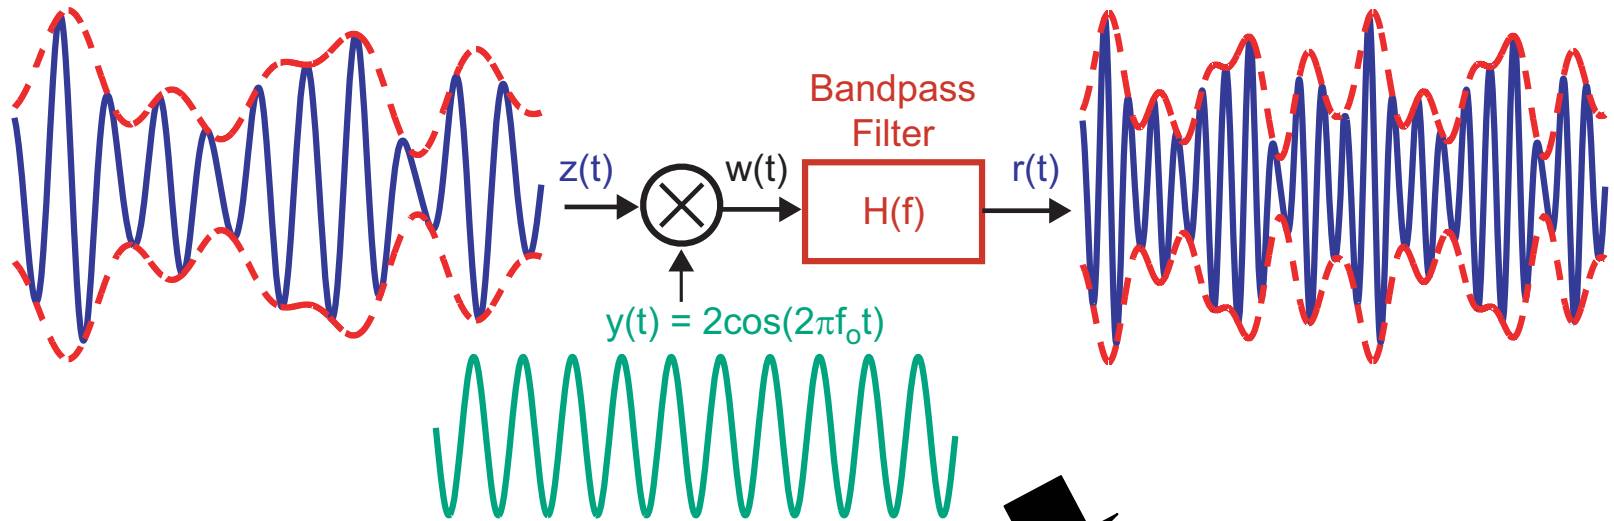 Bandpass
Filter
z(t)
w(t)
H(f)
r(t)
y(t) = 2cos(2πfₒt)